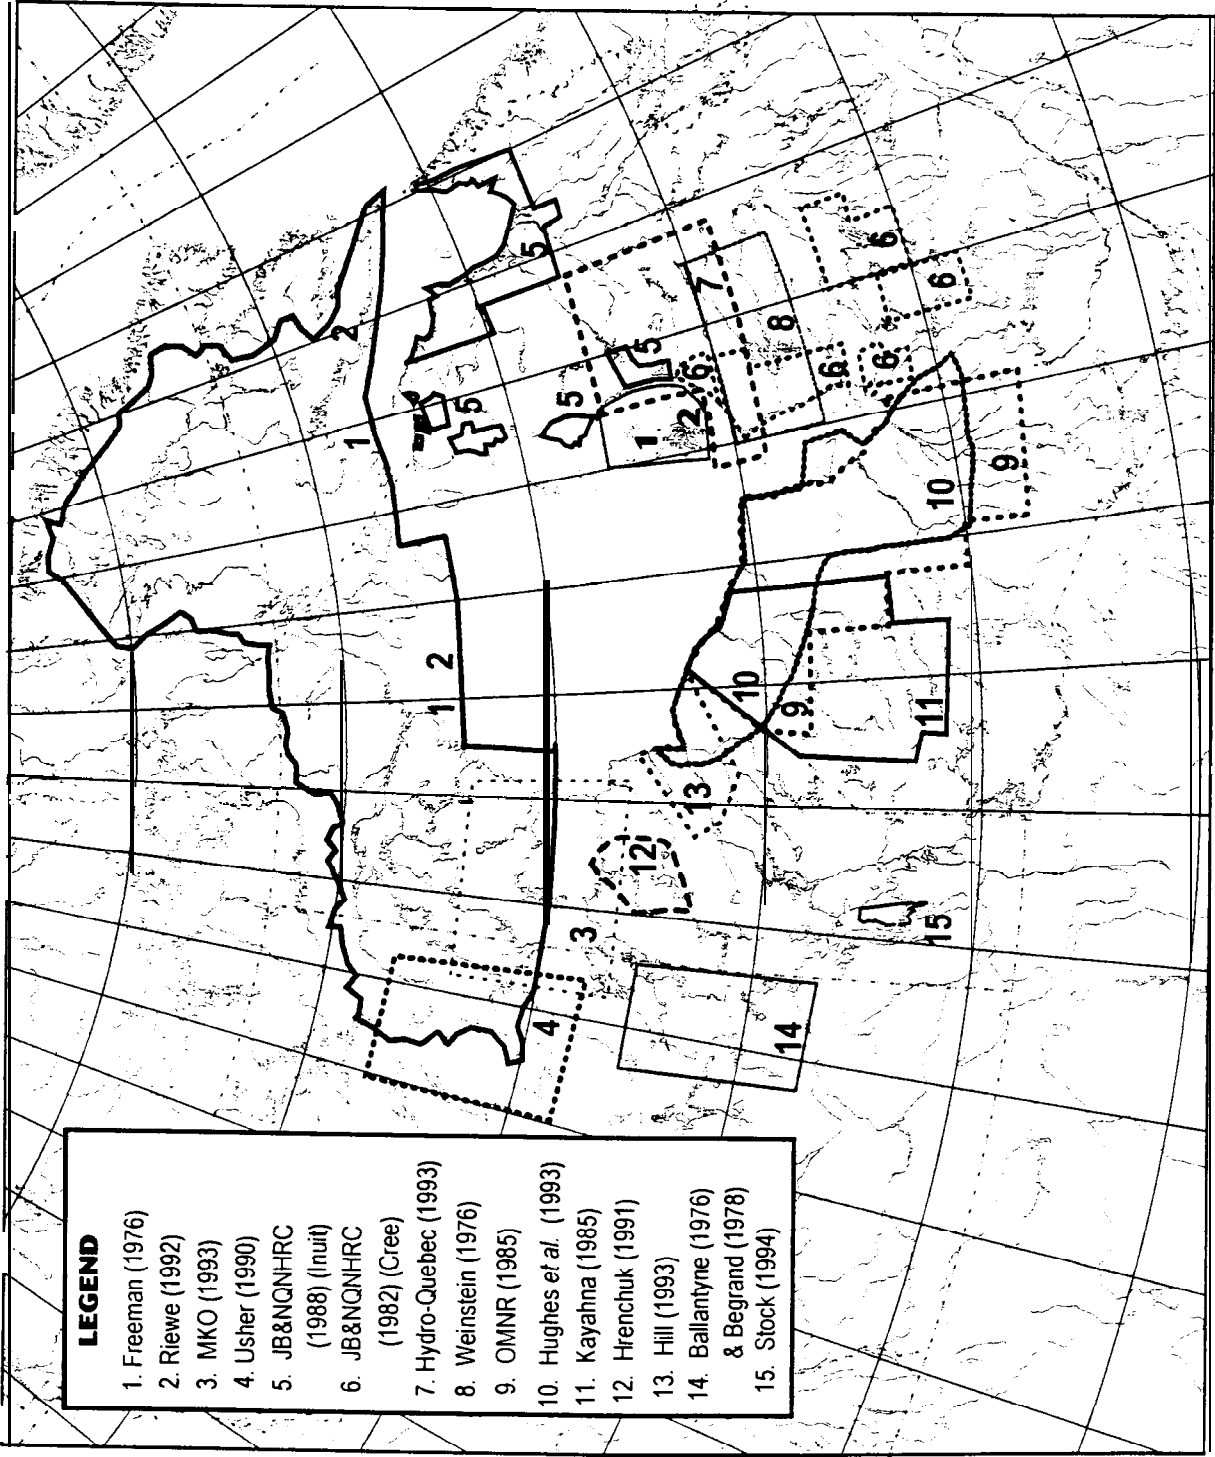 LEGEND
1. Freeman (1976)
2. Riewe (1992)
3. MKO (1993)
4. Usher (1990)
5. JB&NQNHRC
(1988) (Inuit)
6. JB&NQNHRC
(1982) (Cree)
7. Hydro-Quebec (1993)
8. Weinstein (1976)
9. OMNR (1985)
10. Hughes et al. (1993)
11. Kayahna (1985)
12. Hrenchuk (1991)
13. Hill (1993)
14. Ballantyne (1976)
& Begrand (1978)
15. Stock (1994)
4
14
3
15
12
13
1
2
9
10
11
1
2
5
5
1
2
5
6
5
7
8
6
6
6
6
10
9